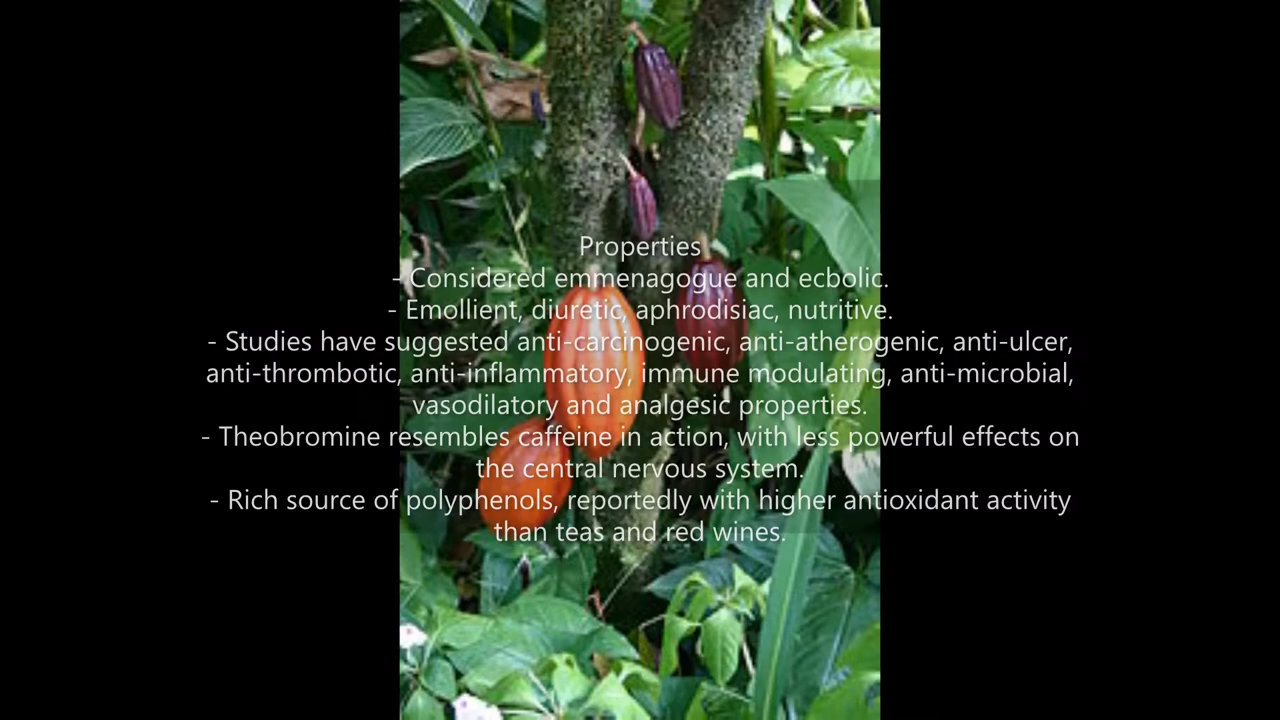 Properties
- Considered emmenagogue and ecbolic.
- Emollient, diuretic, aphrodisiac, nutritive.
- Studies have suggested anti-carcinogenic, anti-atherogenic, anti-ulcer,
anti-thrombotic, anti-inflammatory, immune modulating, anti-microbial,
vasodilatory and analgesic properties.
- Theobromine resembles caffeine in action, with less powerful effects on
the central nervous system.
- Rich source of polyphenols, reportedly with higher antioxidant activity
than teas and red wines.